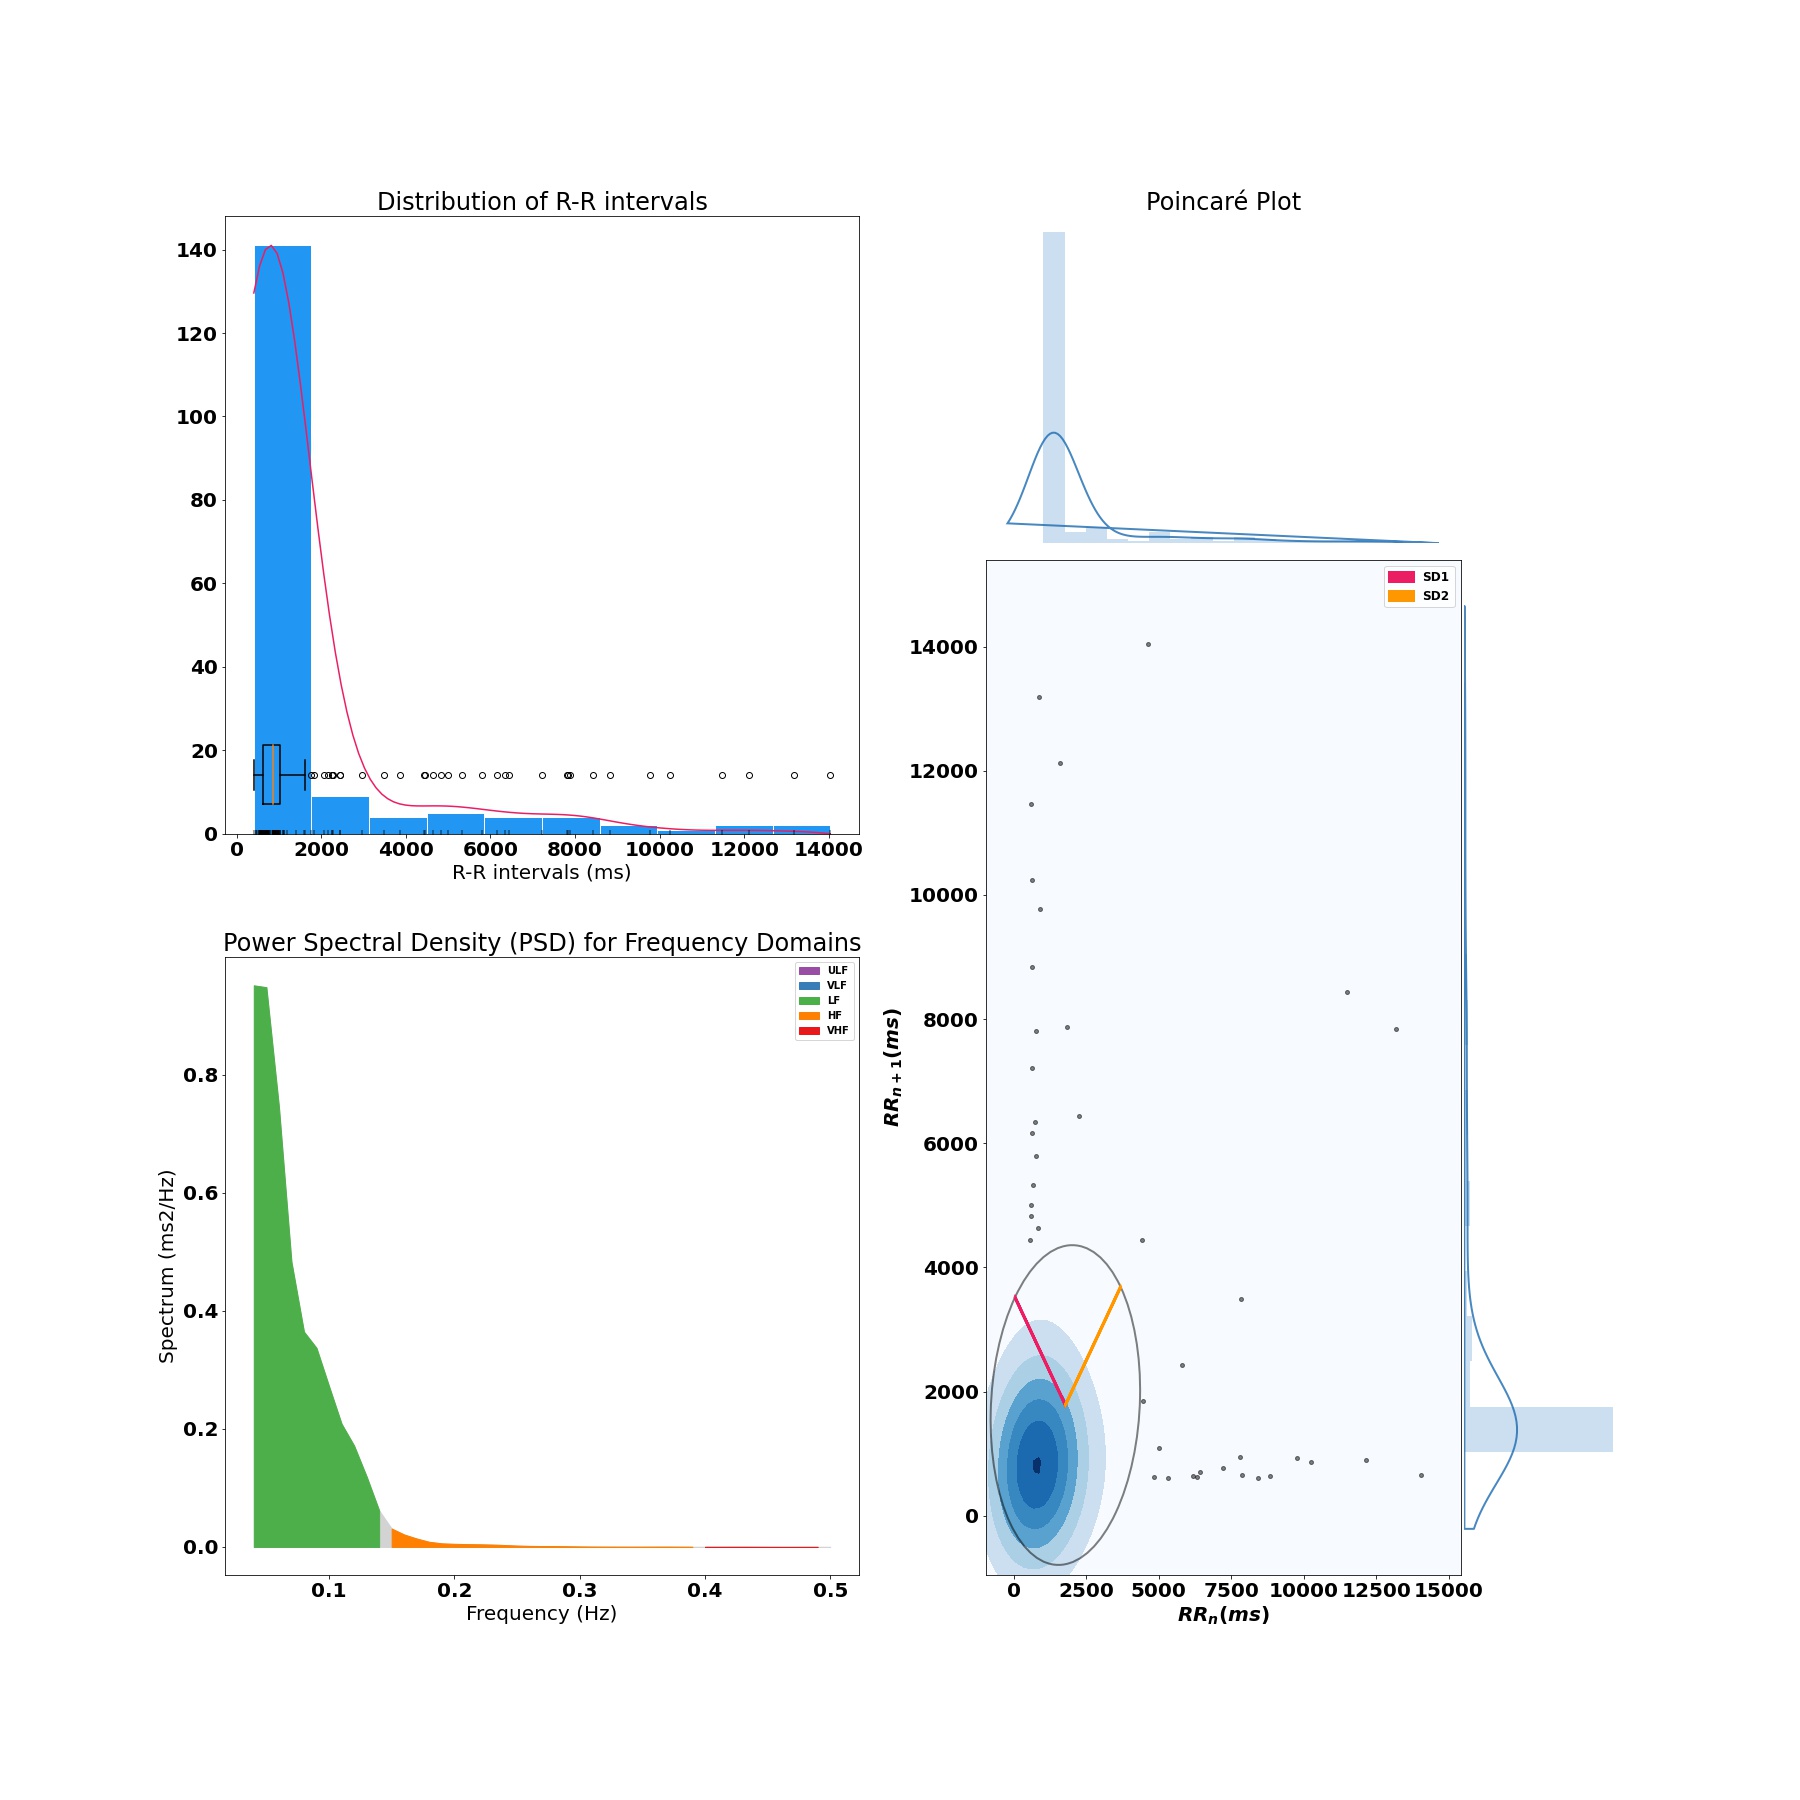 Distribution of R-R intervals
140
120
100
80
60
40
20
0
0 2000 4000 6000 8000 10000 12000 14000
R-R intervals (ms)
Power Spectral Density (PSD) for Frequency Domains
ULF
VLF
LF
HF
VHF
Spectrum (ms2/Hz)
0.8
0.6
0.4
0.2
0.0
0.1 0.2 0.3 0.4 0.5
Frequency (Hz)
Poincaré Plot
SD1
SD2
RRn+1(ms)
14000
12000
10000
8000
6000
4000
2000
0
0 2500 5000 7500 10000 12500 15000
RRn(ms)